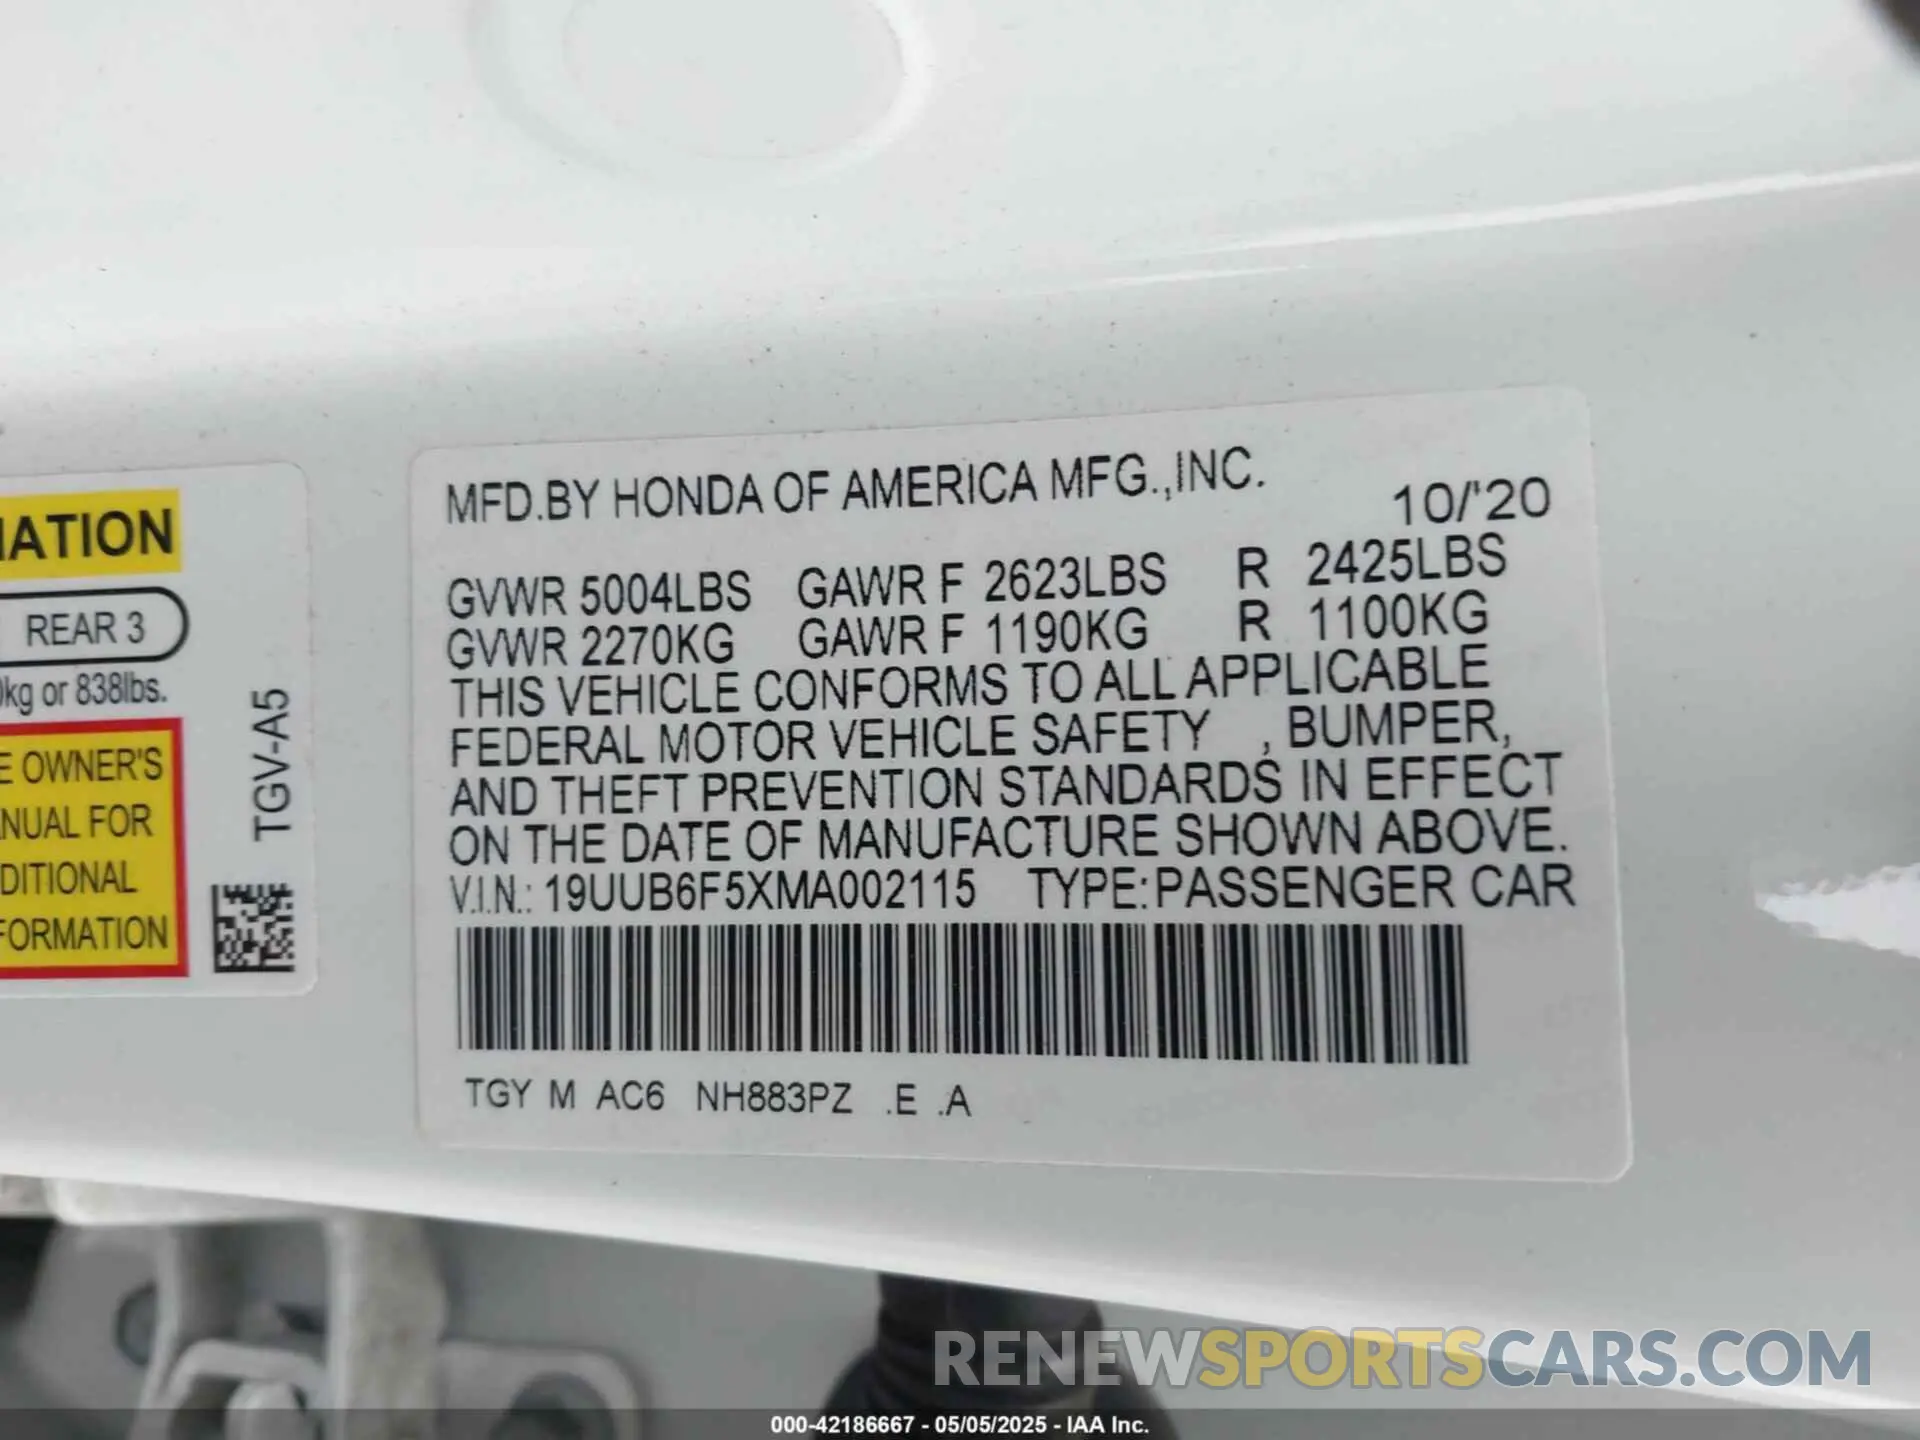 MFD.BY HONDA OF AMERICA MFG.,INC.
10/'20
GVWR 5004LBS GAWR F 2623LBS R 2425LBS
GVWR 2270KG GAWR F 1190KG R 1100KG
THIS VEHICLE CONFORMS TO ALL APPLICABLE
FEDERAL MOTOR VEHICLE SAFETY , BUMPER,
AND THEFT PREVENTION STANDARDS IN EFFECT
ON THE DATE OF MANUFACTURE SHOWN ABOVE.
V.I.N.: 19UUB6F5XMA002115 TYPE:PASSENGER CAR
TGY M AC6 NH883PZ .E .A
REAR 3
kg or 838lbs.
OWNER'S
FOR
TGV-A5
RENEWSPORTSCARS.COM
000-42186667 - 05/05/2025 - IAA Inc.